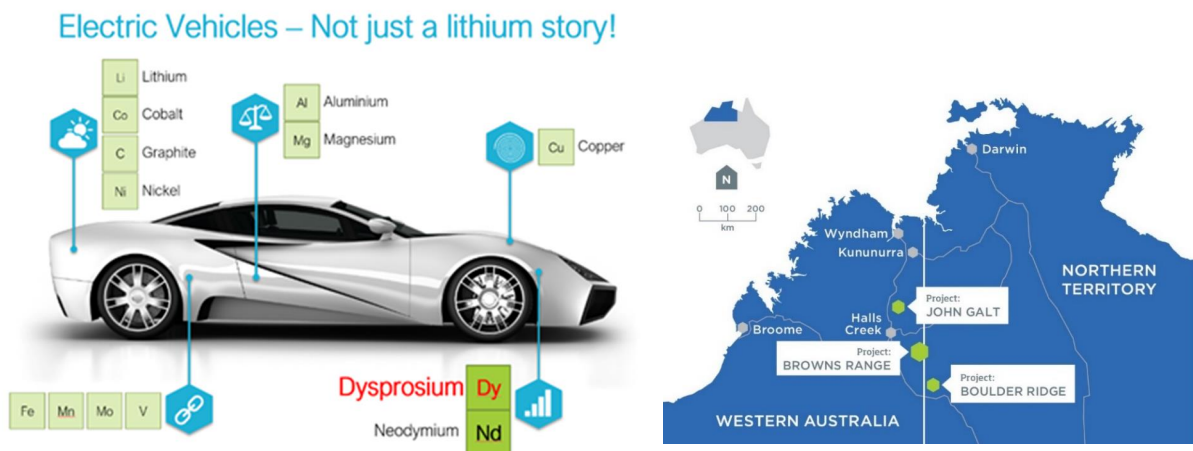 Electric Vehicles – Not just a lithium story!
Li Lithium
Co Cobalt
C Graphite
Ni Nickel
Al Aluminium
Mg Magnesium
Cu Copper
Fe Mn Mo V
Dysprosium Dy
Neodymium Nd
N
0 100 200
km
Darwin
Wyndham
Kununurra
NORTHERN
TERRITORY
Project:
JOHN GALT
Halls
Creek
Broome
Project:
BROWNS RANGE
Project:
BOULDER RIDGE
WESTERN AUSTRALIA